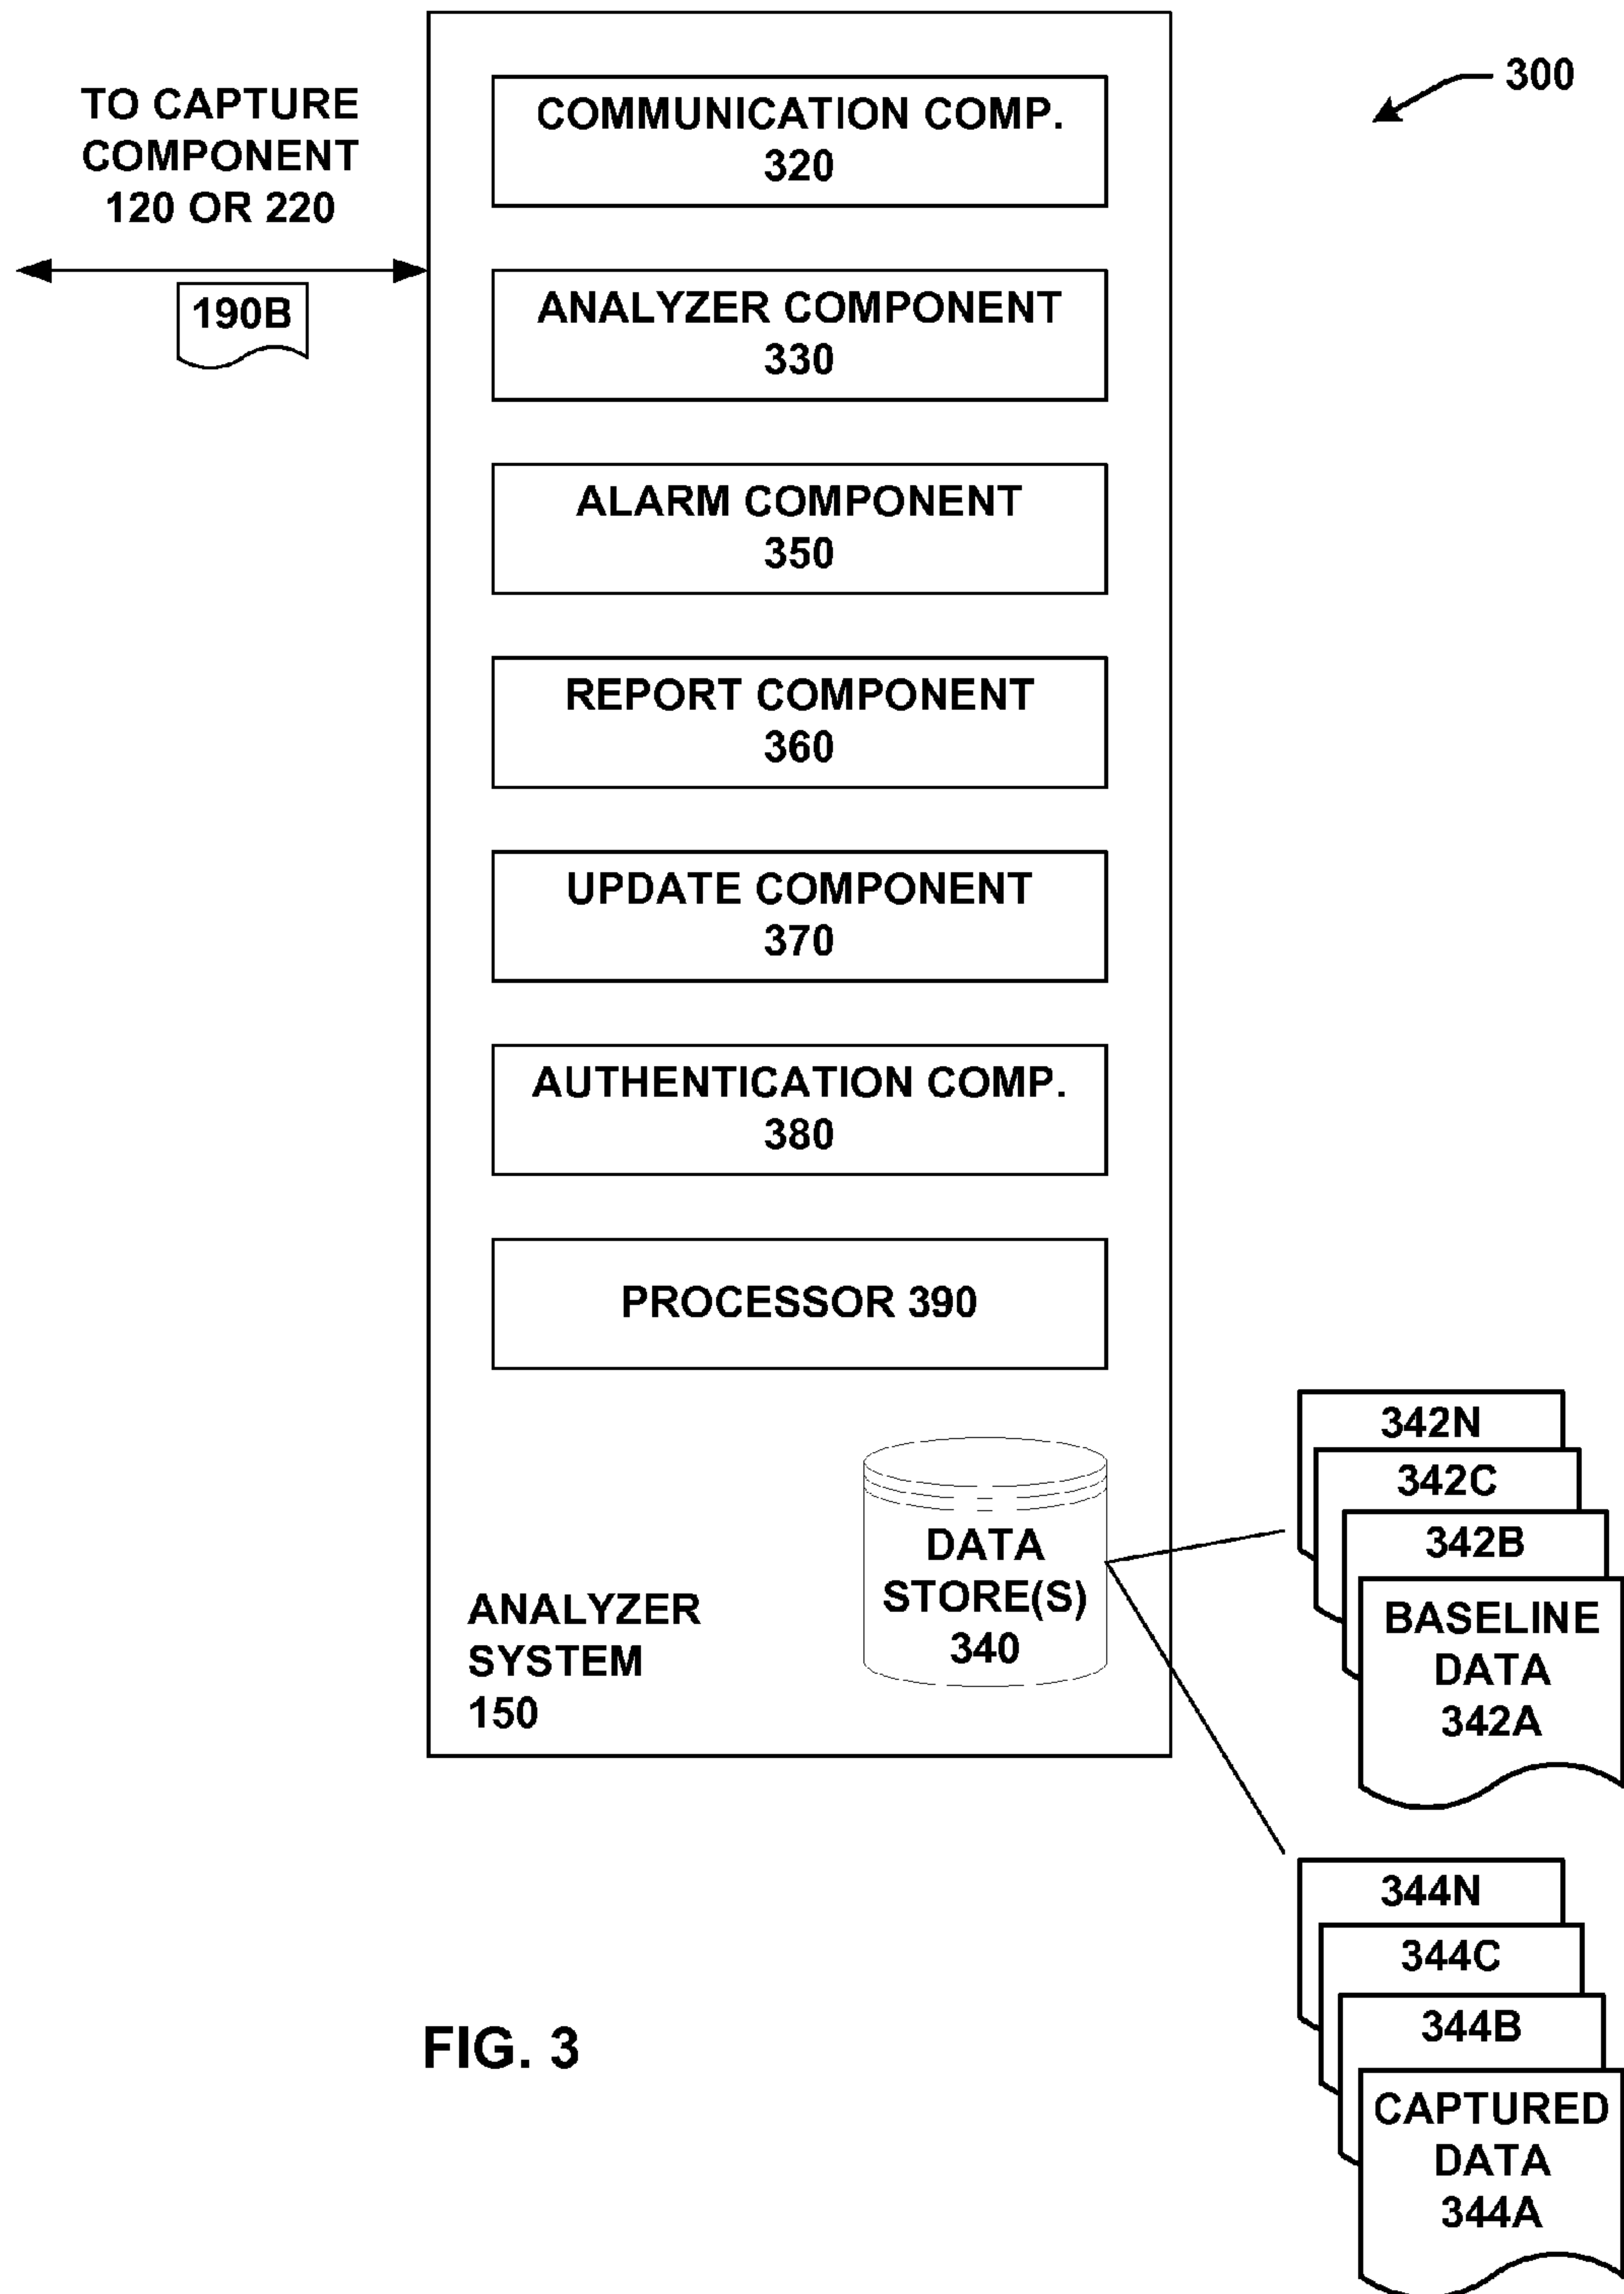 TO CAPTURE
COMPONENT
120 OR 220
190B
300
COMMUNICATION COMP.
320
ANALYZER COMPONENT
330
ALARM COMPONENT
350
REPORT COMPONENT
360
UPDATE COMPONENT
370
AUTHENTICATION COMP.
380
PROCESSOR 390
DATA
STORE(S)
340
ANALYZER
SYSTEM
150
342N
342C
342B
BASELINE
DATA
342A
344N
344C
344B
CAPTURED
DATA
344A
FIG. 3